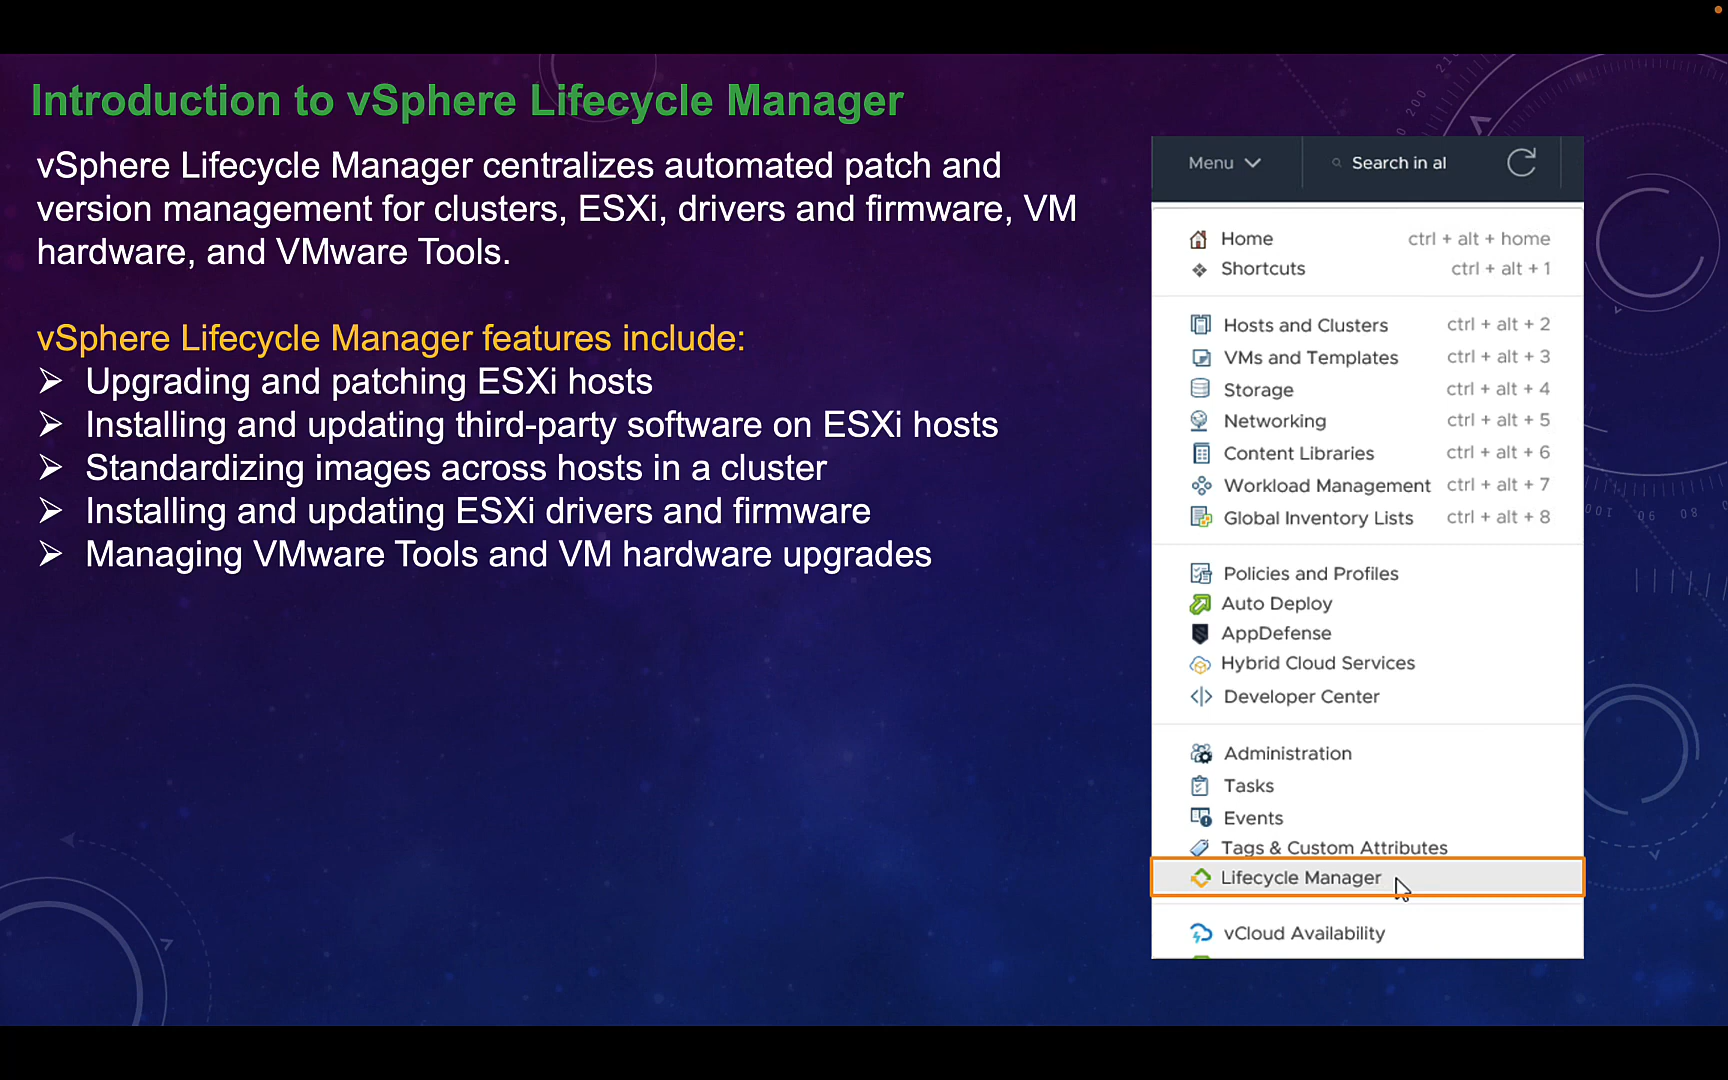 Introduction to vSphere Lifecycle Manager
vSphere Lifecycle Manager centralizes automated patch and
version management for clusters, ESXi, drivers and firmware, VM
hardware, and VMware Tools.
vSphere Lifecycle Manager features include:
➢ Upgrading and patching ESXi hosts
➢ Installing and updating third-party software on ESXi hosts
➢ Standardizing images across hosts in a cluster
➢ Installing and updating ESXi drivers and firmware
➢ Managing VMware Tools and VM hardware upgrades
Menu Search in al
Home ctrl + alt + home
Shortcuts ctrl + alt + 1
Hosts and Clusters ctrl + alt + 2
VMs and Templates ctrl + alt + 3
Storage ctrl + alt + 4
Networking ctrl + alt + 5
Content Libraries ctrl + alt + 6
Workload Management ctrl + alt + 7
Global Inventory Lists ctrl + alt + 8
Policies and Profiles
Auto Deploy
AppDefense
Hybrid Cloud Services
Developer Center
Administration
Tasks
Events
Tags & Custom Attributes
Lifecycle Manager
vCloud Availability